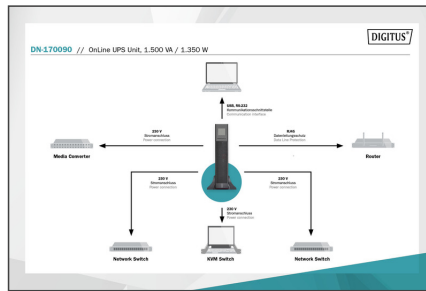 DIGITUS®
DN-170090 // OnLine UPS Unit, 1.500 VA / 1.350 W
USB, RS-232
Kommunikationsschnittstelle
Communication interface
230 V
Stromanschluss
Power connection
RJ45
Datenleitungsschutz
Data Line Protection
Media Converter
Router
230 V
Stromanschluss
Power connection
230 V
Stromanschluss
Power connection
230 V
Stromanschluss
Power connection
Network Switch
KVM Switch
Network Switch